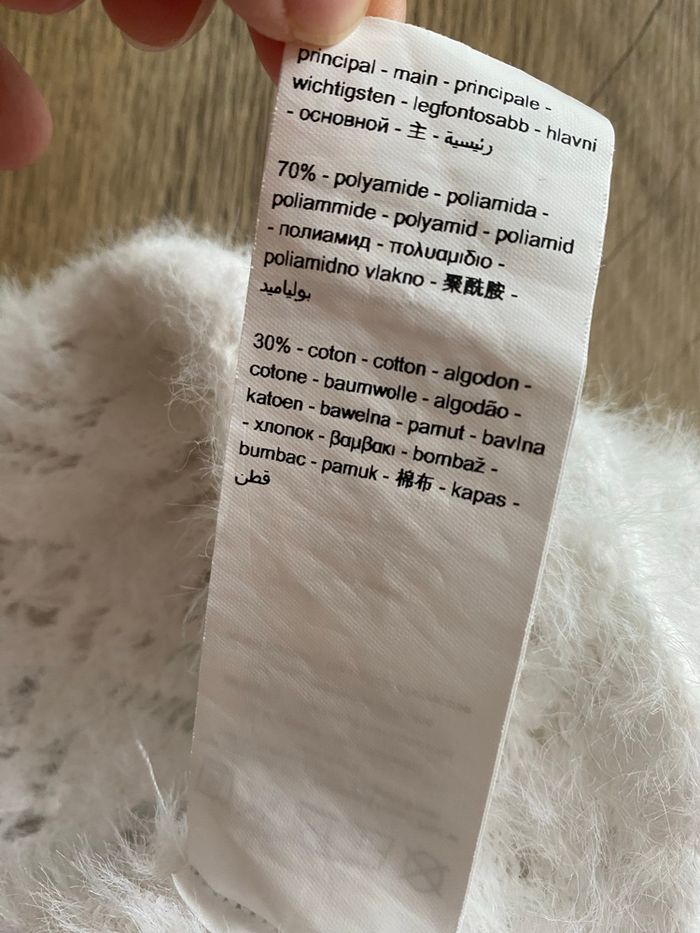 principal - main - principale -
wichtigsten - legfontosabb - hlavni
- основной - 主 - رئيسية
70% - polyamide - poliamida -
poliammide - polyamid - poliamid
- полиамид - πολυαμιδιο -
poliamidno vlakno - 聚酰胺 -
بولياميد
30% - coton - cotton - algodon -
cotone - baumwolle - algodão -
katoen - bawelna - pamut - bavlna
- хлопок - βαμβακι - bombaž -
bumbac - pamuk - 棉布 - kapas -
قطن